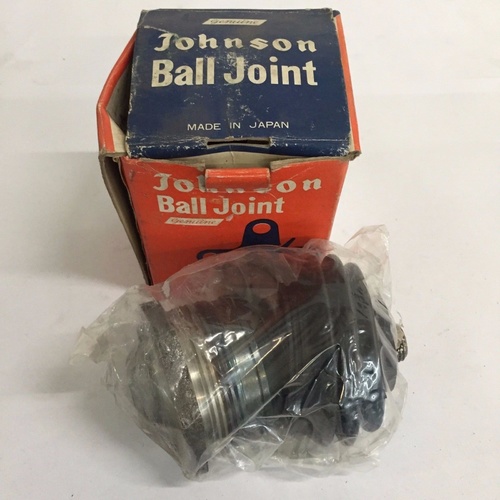 Genuine
Johnson
Ball Joint
MADE IN JAPAN
Johnson
Ball Joint
Genuine